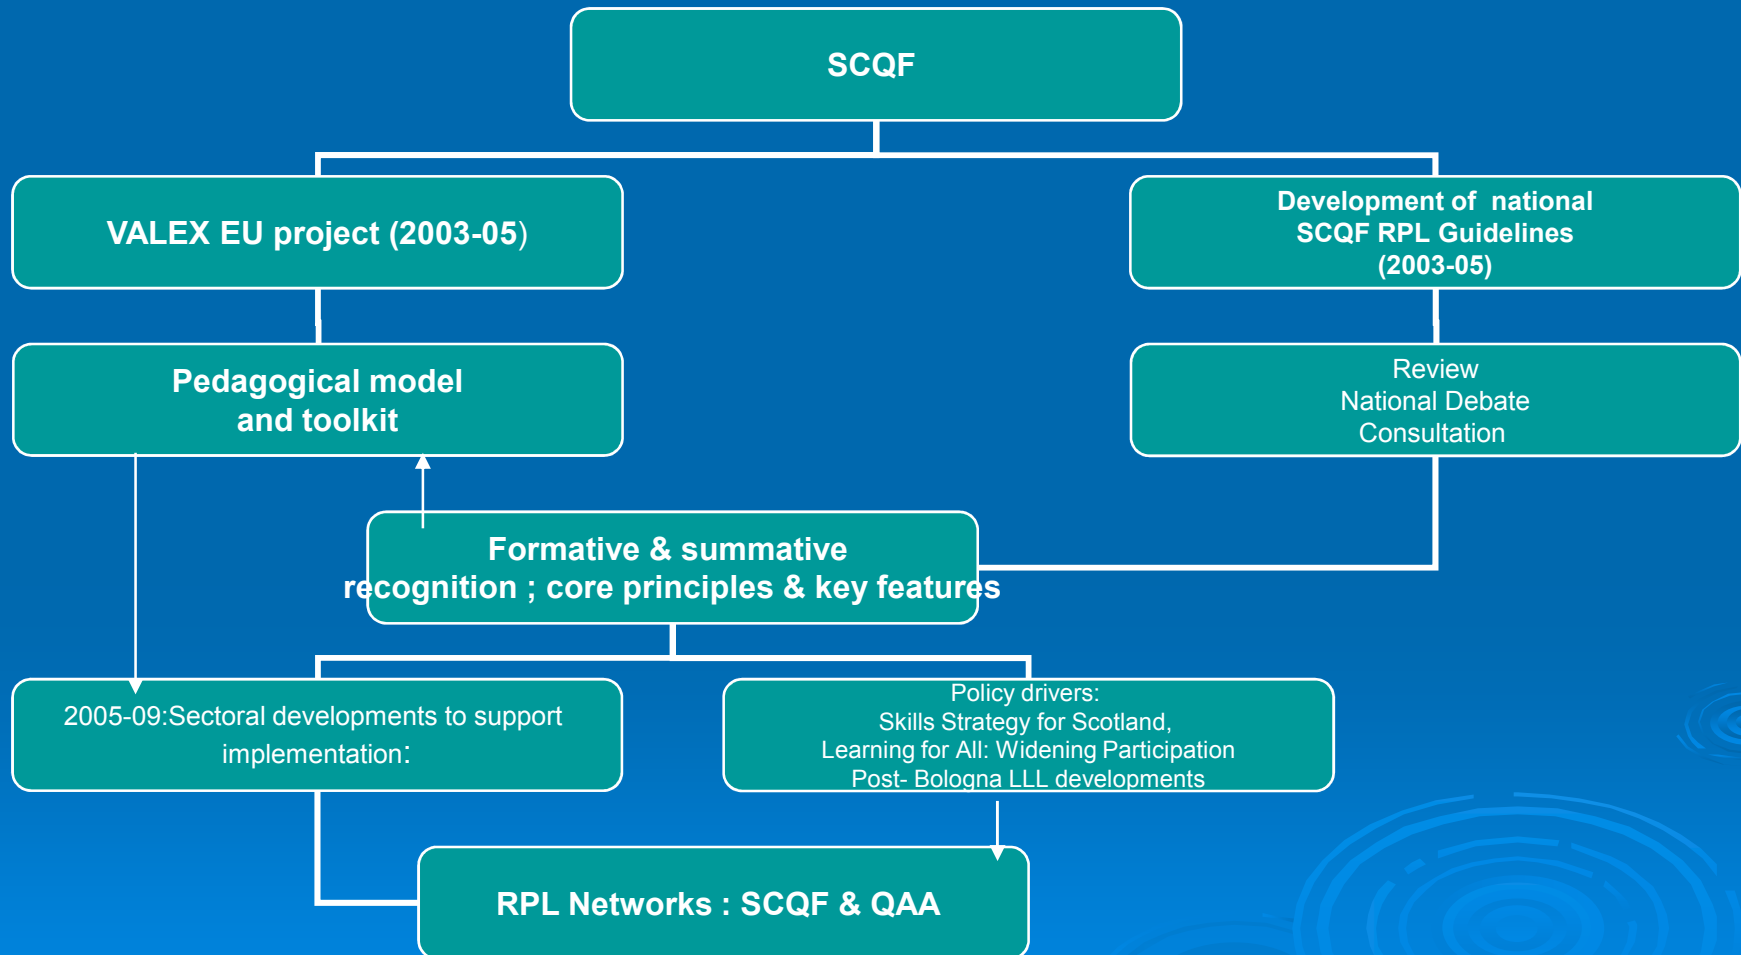 SCQF
VALEX EU project (2003-05)
Development of national
SCQF RPL Guidelines
(2003-05)
Pedagogical model
and toolkit
Review
National Debate
Consultation
Formative & summative
recognition ; core principles & key features
2005-09:Sectoral developments to support
implementation:
Policy drivers:
Skills Strategy for Scotland,
Learning for All: Widening Participation
Post- Bologna LLL developments
RPL Networks : SCQF & QAA